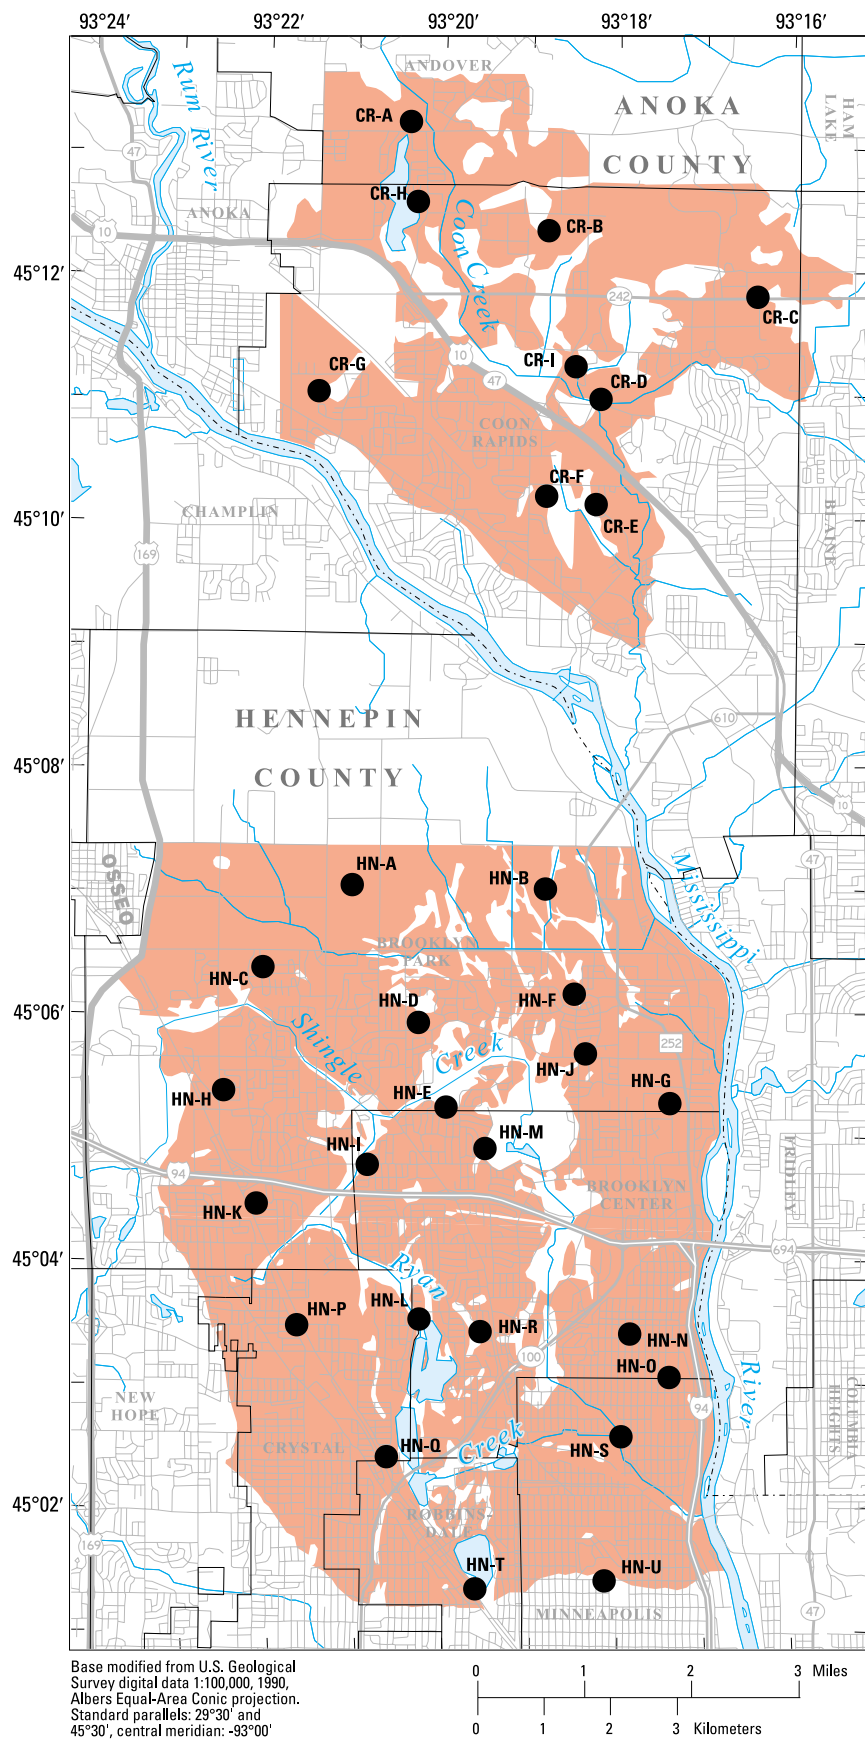 93°24′ 93°22′ 93°20′ 93°18′ 93°16′
ANDOVER
Rum River
ANOKA
COUNTY
HAM
LAKE
CR-A
47
CR-H
ANOKA
10
Coon Creek
CR-B
45°12′
242
CR-C
CR-G
10
47
CR-I
CR-D
COON
RAPIDS
CR-F
CR-E
45°10′
CHAMPLIN
BLAINE
169
HENNEPIN
COUNTY
610
45°08′
10
47
OSSEO
HN-A
HN-B
Mississippi
BROOKLYN
PARK
HN-C
HN-D
HN-F
45°06′
Shingle
Creek
252
HN-J
HN-E
HN-G
HN-H
HN-M
HN-I
94
FRIDLEY
BROOKLYN
CENTER
HN-K
694
45°04′
Ryan
HN-L
HN-P
HN-R
HN-N
100
HN-O
River
NEW
HOPE
94
COLUMBIA
HEIGHTS
CRYSTAL
HN-Q
Creek
HN-S
45°02′
ROBBINS-
DALE
169
HN-T
HN-U
MINNEAPOLIS
47
Base modified from U.S. Geological
Survey digital data 1:100,000, 1990,
Albers Equal-Area Conic projection.
Standard parallels: 29°30′ and
45°30′, central meridian: -93°00′
0 1 2 3 Miles
0 1 2 3 Kilometers